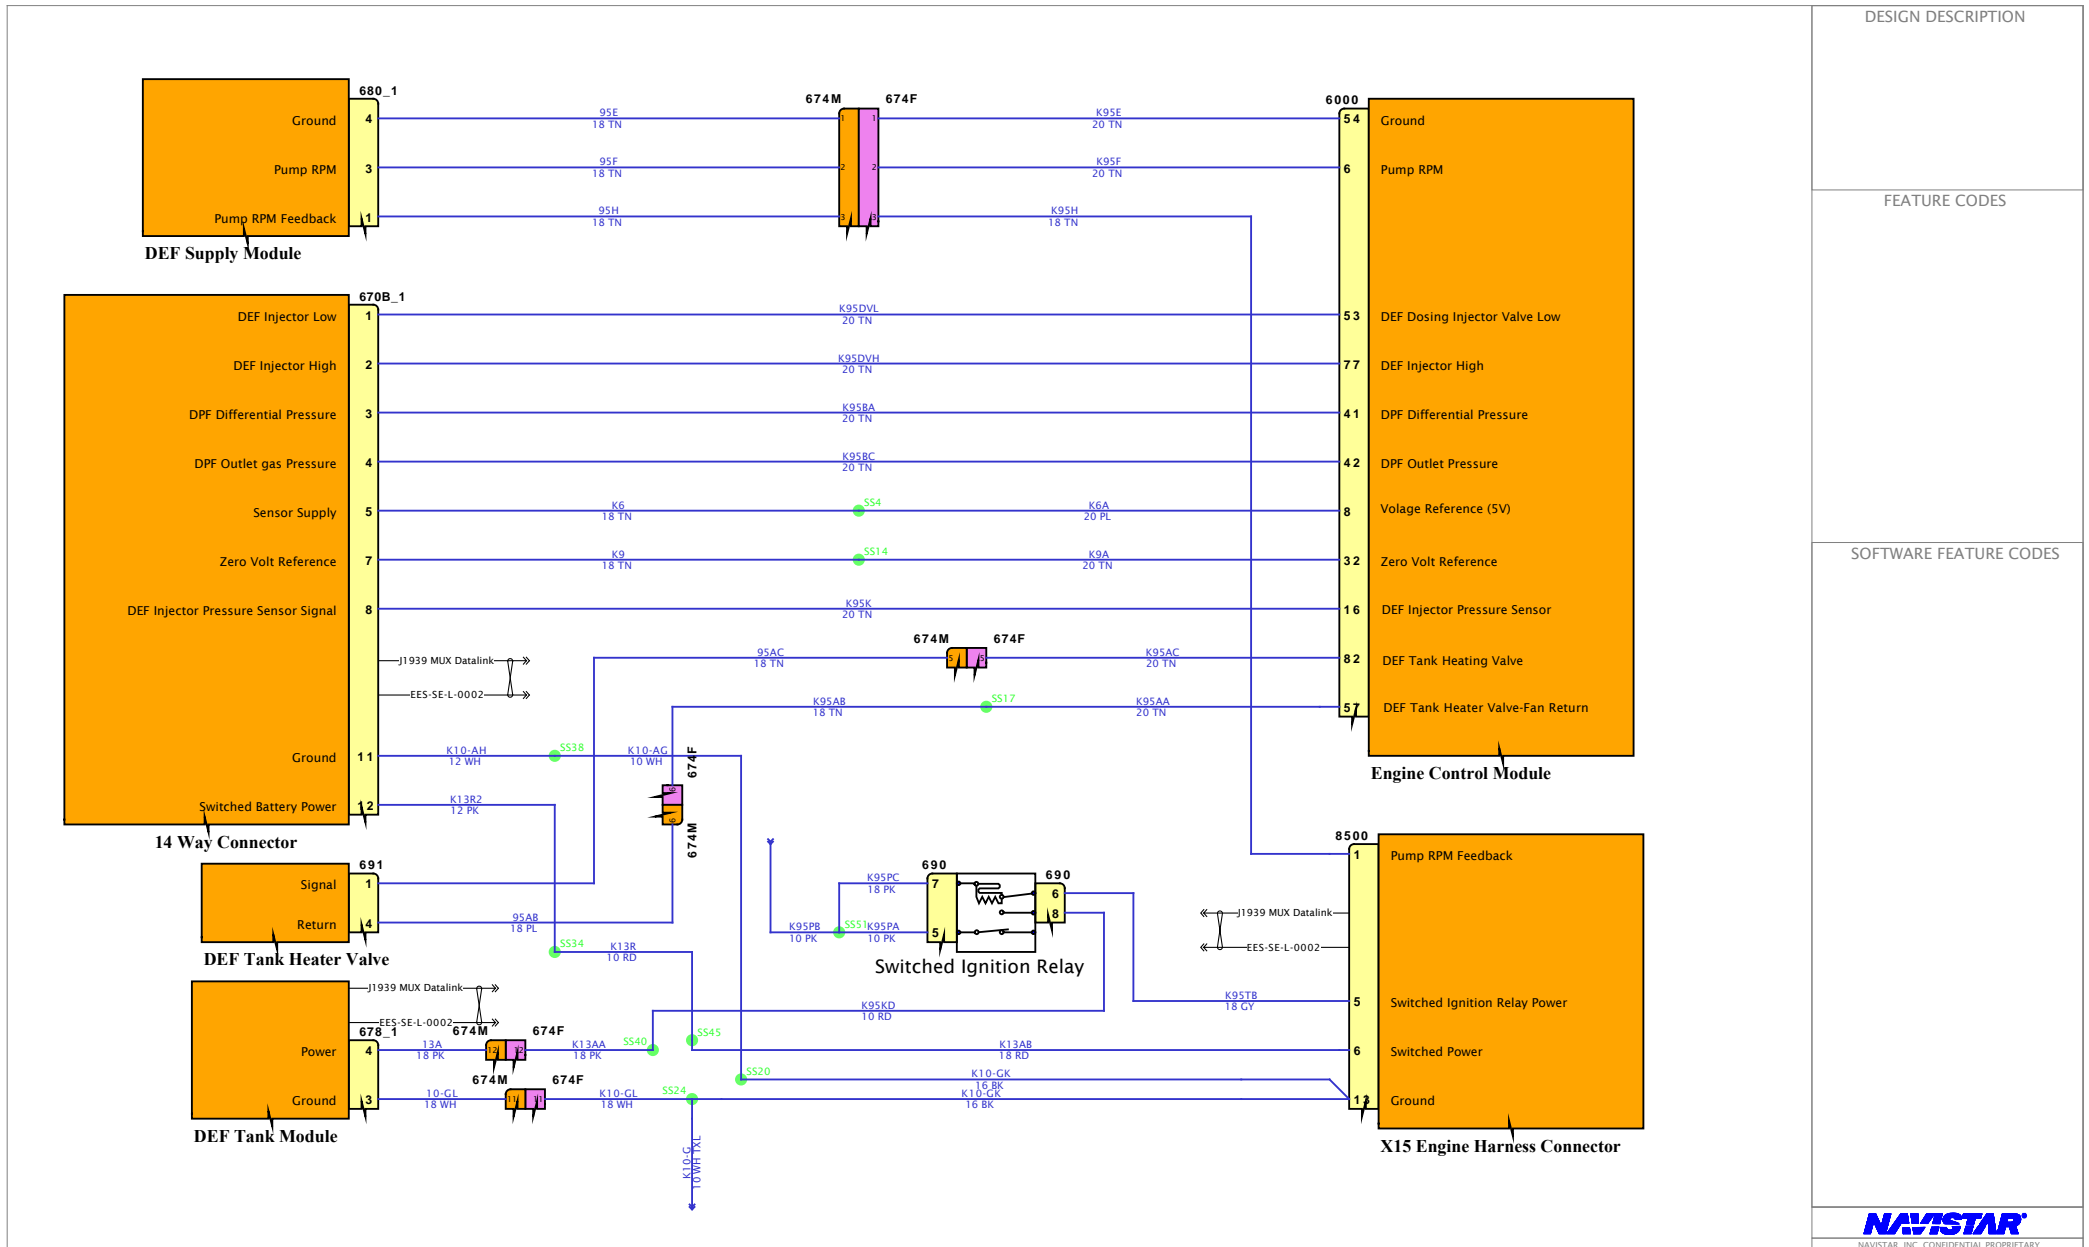 DESIGN DESCRIPTION
FEATURE CODES
SOFTWARE FEATURE CODES
NAVISTAR
NAVISTAR, INC. CONFIDENTIAL PROPRIETARY
680_1
Ground 4
Pump RPM 3
Pump RPM Feedback 1
DEF Supply Module
95E
18 TN
95F
18 TN
95H
18 TN
674M 674F
1 1
2 2
3 3
K95E
20 TN
K95F
20 TN
K95H
18 TN
6000
54 Ground
6 Pump RPM
53 DEF Dosing Injector Valve Low
77 DEF Injector High
41 DPF Differential Pressure
42 DPF Outlet Pressure
8 Volage Reference (5V)
32 Zero Volt Reference
16 DEF Injector Pressure Sensor
82 DEF Tank Heating Valve
57 DEF Tank Heater Valve-Fan Return
Engine Control Module
670B_1
DEF Injector Low 1
DEF Injector High 2
DPF Differential Pressure 3
DPF Outlet gas Pressure 4
Sensor Supply 5
Zero Volt Reference 7
DEF Injector Pressure Sensor Signal 8
Ground 11
Switched Battery Power 12
14 Way Connector
K95DVL
20 TN
K95DVH
20 TN
K95BA
20 TN
K95BC
20 TN
K6
18 TN
SS4
K6A
20 PL
K9
18 TN
SS14
K9A
20 TN
K95K
20 TN
J1939 MUX Datalink
EES-SE-L-0002
95AC
18 TN
674M 674F
5 5
K95AC
20 TN
K95AB
18 TN
SS17
K95AA
20 TN
K10-AH
12 WH
SS38
K10-AG
10 WH
K13R2
12 PK
674F
6
6
674M
691
Signal 1
Return 4
DEF Tank Heater Valve
95AB
18 PL
SS34
K13R
10 RD
K95PB
10 PK
SS51
K95PC
18 PK
K95PA
10 PK
690
7
5
690
6
8
Switched Ignition Relay
K95KD
10 RD
K95TB
18 GY
8500
1 Pump RPM Feedback
J1939 MUX Datalink
EES-SE-L-0002
5 Switched Ignition Relay Power
6 Switched Power
13 Ground
X15 Engine Harness Connector
J1939 MUX Datalink
EES-SE-L-0002
678_1
Power 4
Ground 3
DEF Tank Module
13A
18 PK
674M 674F
12 12
K13AA
18 PK
SS40
SS45
K13AB
18 RD
10-GL
18 WH
674M 674F
11 11
K10-GL
18 WH
SS24
SS20
K10-GK
16 BK
K10-GK
16 BK
K10-G
10 WH TXL